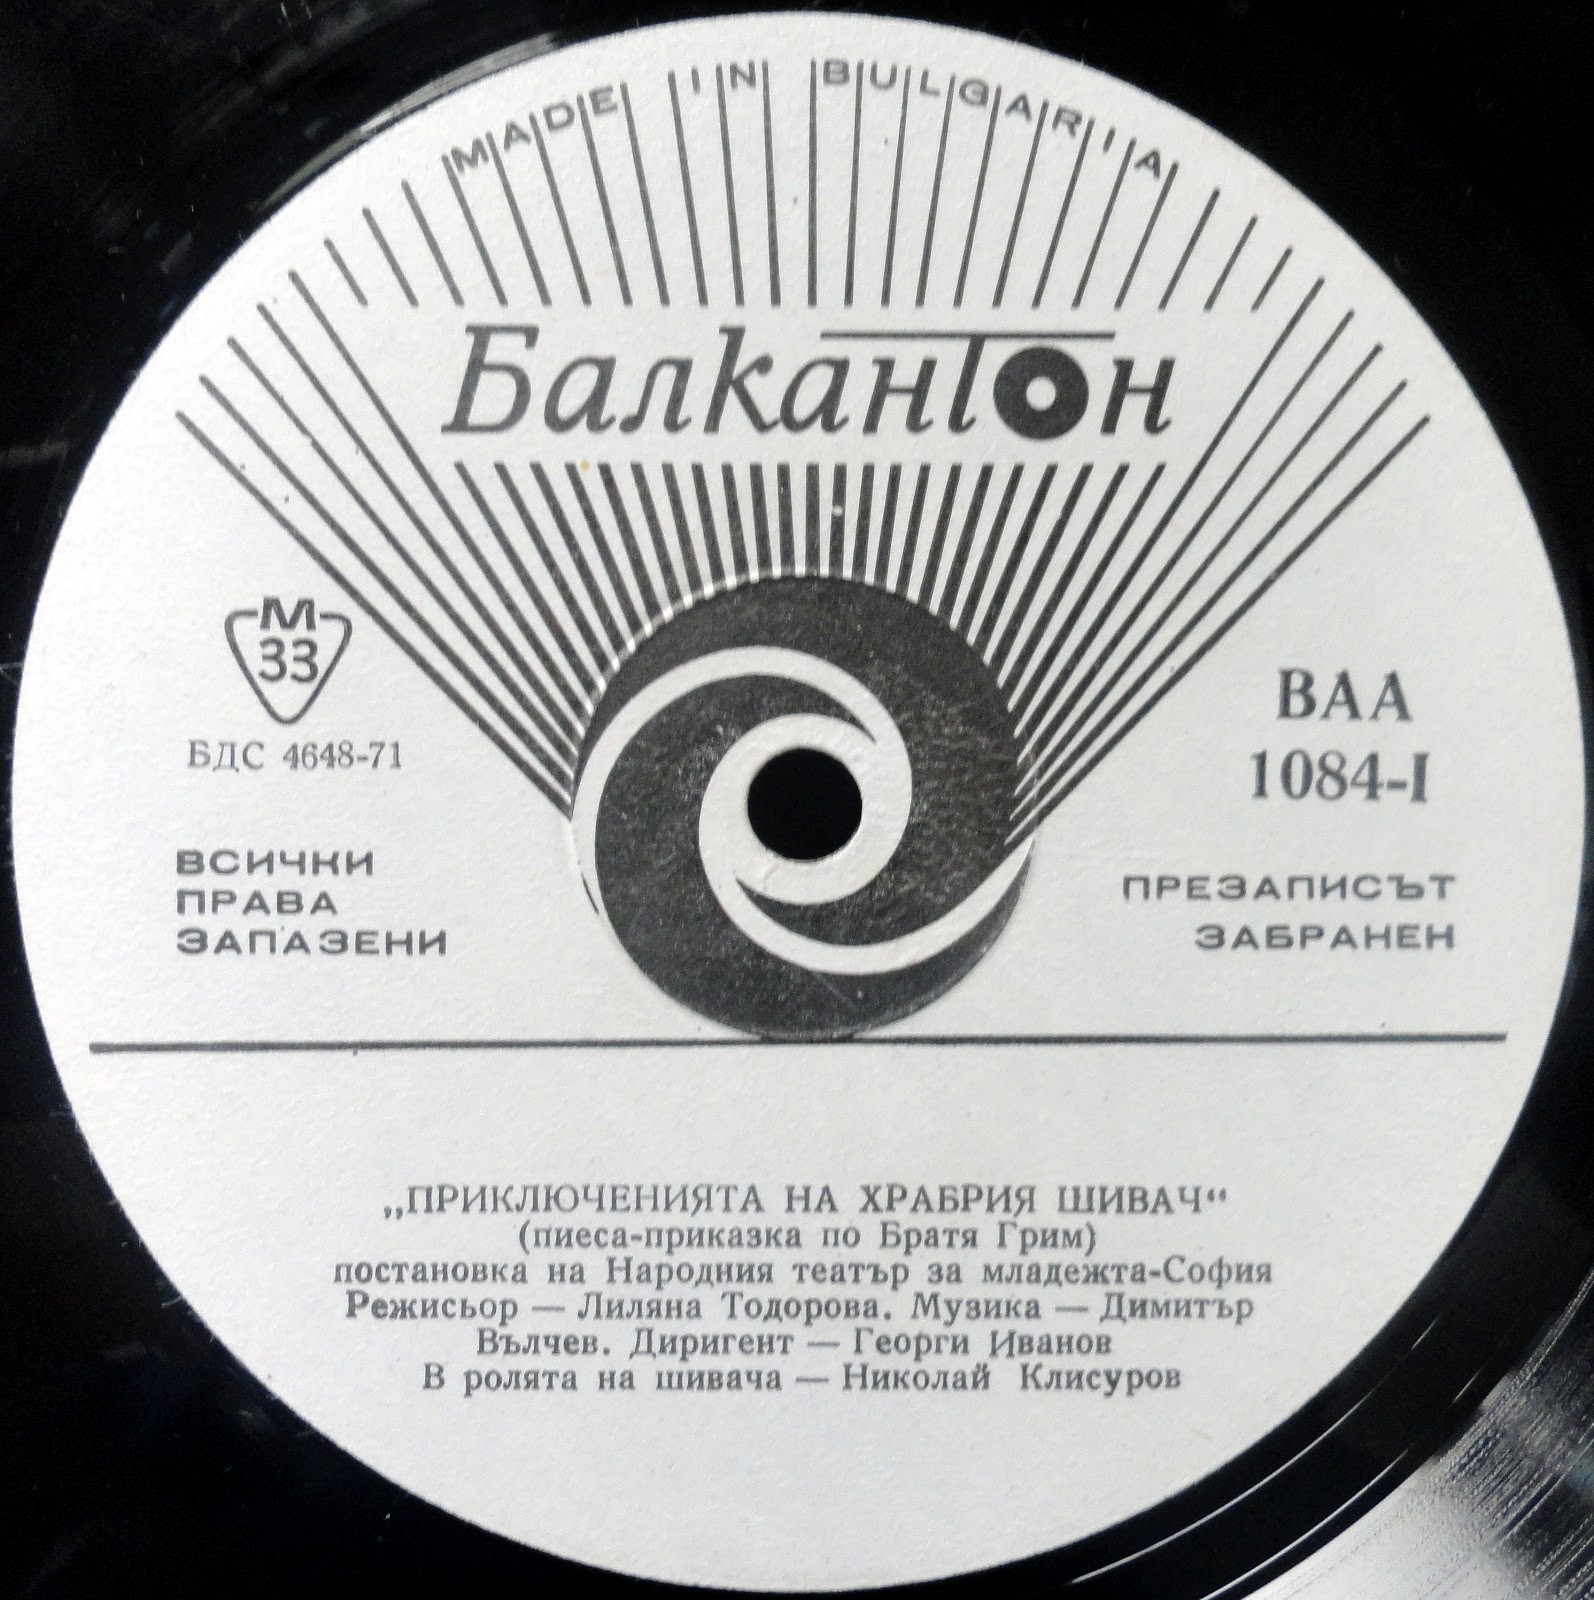 MADE IN BULGARIA
Балкантон
М
33
БДС 4648-71
ВСИЧКИ
ПРАВА
ЗАПАЗЕНИ
ВАА
1084-I
ПРЕЗАПИСЪТ
ЗАБРАНЕН
„ПРИКЛЮЧЕНИЯТА НА ХРАБРИЯ ШИВАЧ“
(пиеса-приказка по Братя Грим)
постановка на Народния театър за младежта-София
Режисьор — Лиляна Тодорова. Музика — Димитър
Вълчев. Диригент — Георги Иванов
В ролята на шивача — Николай Клисуров